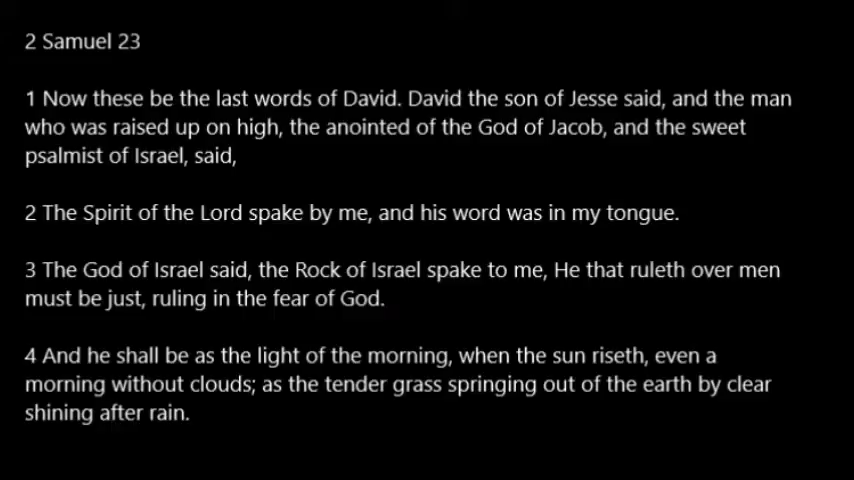 2 Samuel 23
1 Now these be the last words of David. David the son of Jesse said, and the man
who was raised up on high, the anointed of the God of Jacob, and the sweet
psalmist of Israel, said,
2 The Spirit of the Lord spake by me, and his word was in my tongue.
3 The God of Israel said, the Rock of Israel spake to me, He that ruleth over men
must be just, ruling in the fear of God.
4 And he shall be as the light of the morning, when the sun riseth, even a
morning without clouds; as the tender grass springing out of the earth by clear
shining after rain.